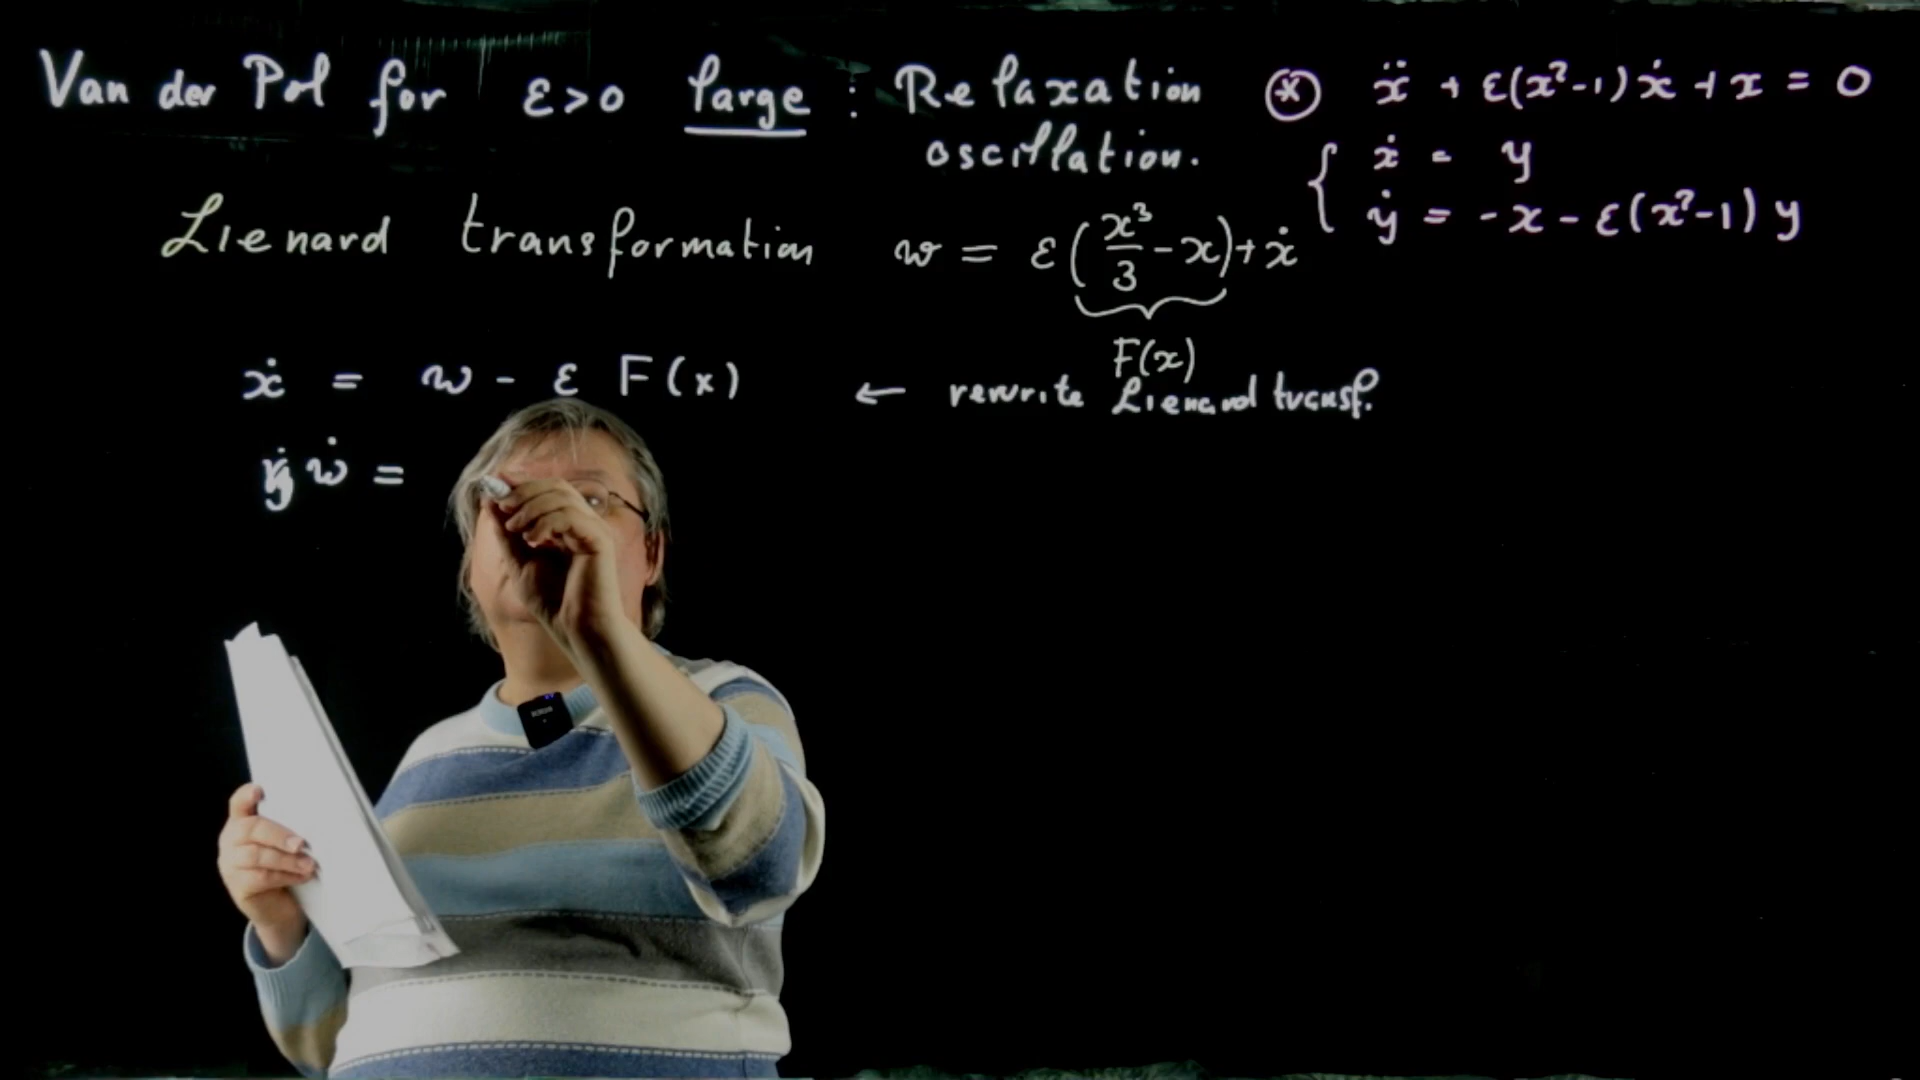 Van der Pol for ε>0 large : Relaxation oscillation.
⊛ ẍ + ε(x²-1)ẋ + x = 0
{ ẋ = y
ẏ = -x - ε(x²-1) y
Lienard transformation w = ε(x³/3 - x) + ẋ
F(x)
ẋ = w - ε F(x) ← rewrite Lienard transf.
ẇ =